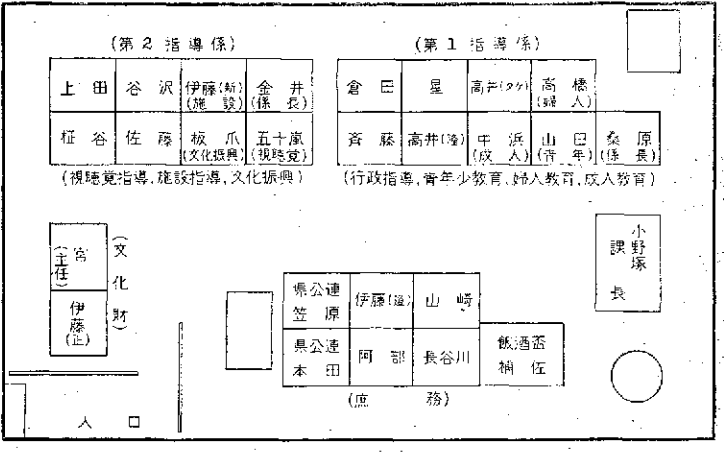 (第2指導係)
(第1指導係)
上田 谷沢 伊藤(新) 金井
(施設) (係長)
柾谷 佐藤 板爪 五十嵐
(文化振興) (視聴覚)
(視聴覚指導,施設指導,文化振興)
倉田 星 高井(タケ) 高橋
(婦人)
斉藤 高井(隆) 中浜 山田 桑原
(成人) (青年) (係長)
(行政指導,青年少教育,婦人教育,成人教育)
宮
(主任)
伊藤
(正)
(文化財)
小野塚
課長
県公連 伊藤(隆) 山崎
笠原
県公連 阿部 長谷川
本田
飯酒盃
補佐
(庶務)
入口